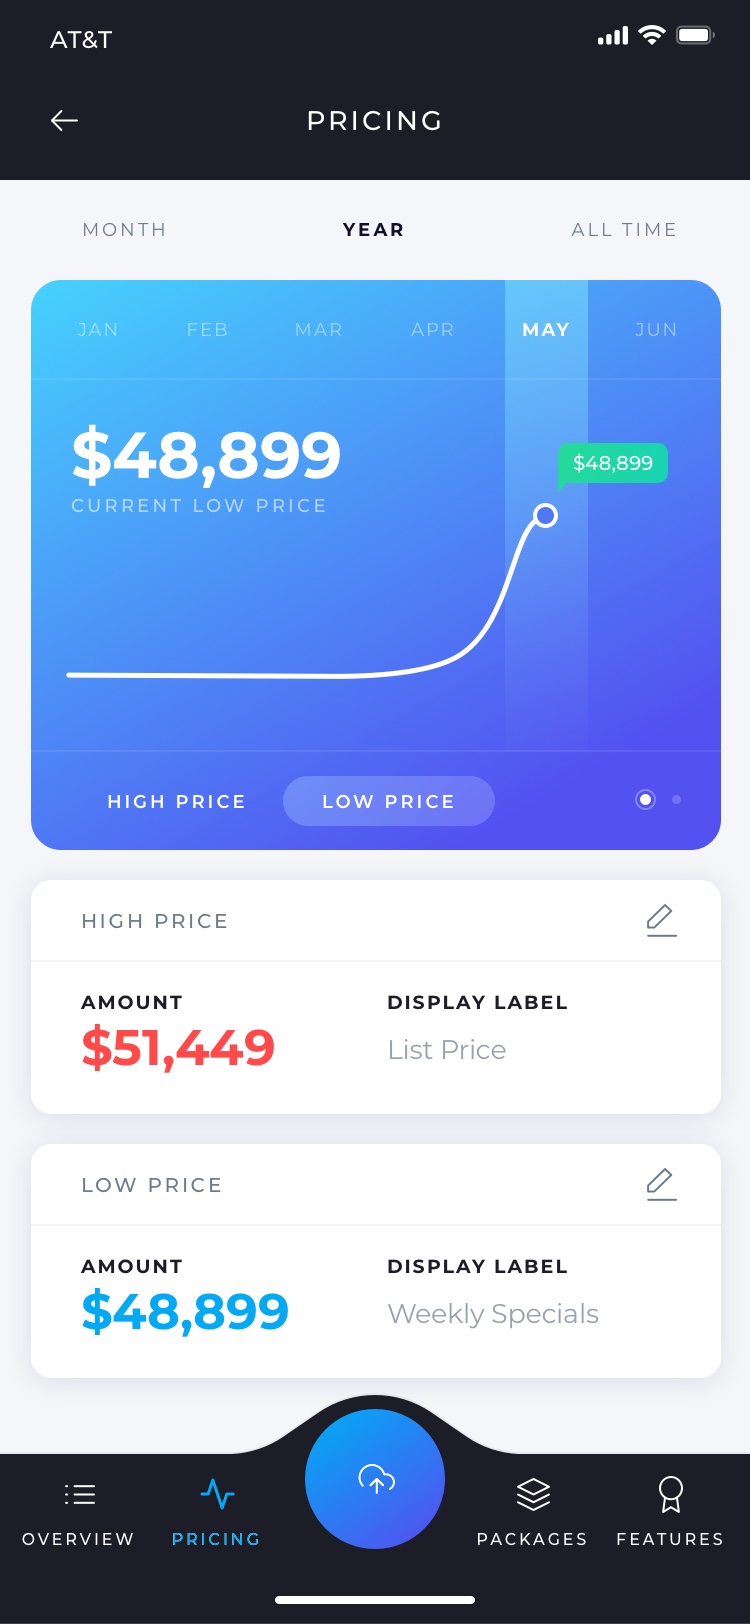 AT&T
PRICING
MONTH YEAR ALL TIME
JAN FEB MAR APR MAY JUN
$48,899
$48,899
CURRENT LOW PRICE
HIGH PRICE LOW PRICE
HIGH PRICE
AMOUNT DISPLAY LABEL
$51,449 List Price
LOW PRICE
AMOUNT DISPLAY LABEL
$48,899 Weekly Specials
OVERVIEW PRICING PACKAGES FEATURES